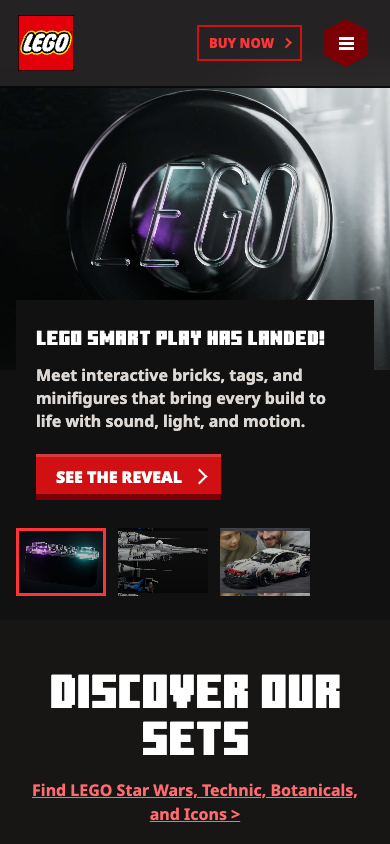 LEGO
BUY NOW
LEGO
LEGO SMART PLAY HAS LANDED!
Meet interactive bricks, tags, and
minifigures that bring every build to
life with sound, light, and motion.
SEE THE REVEAL
DISCOVER OUR
SETS
Find LEGO Star Wars, Technic, Botanicals,
and Icons >